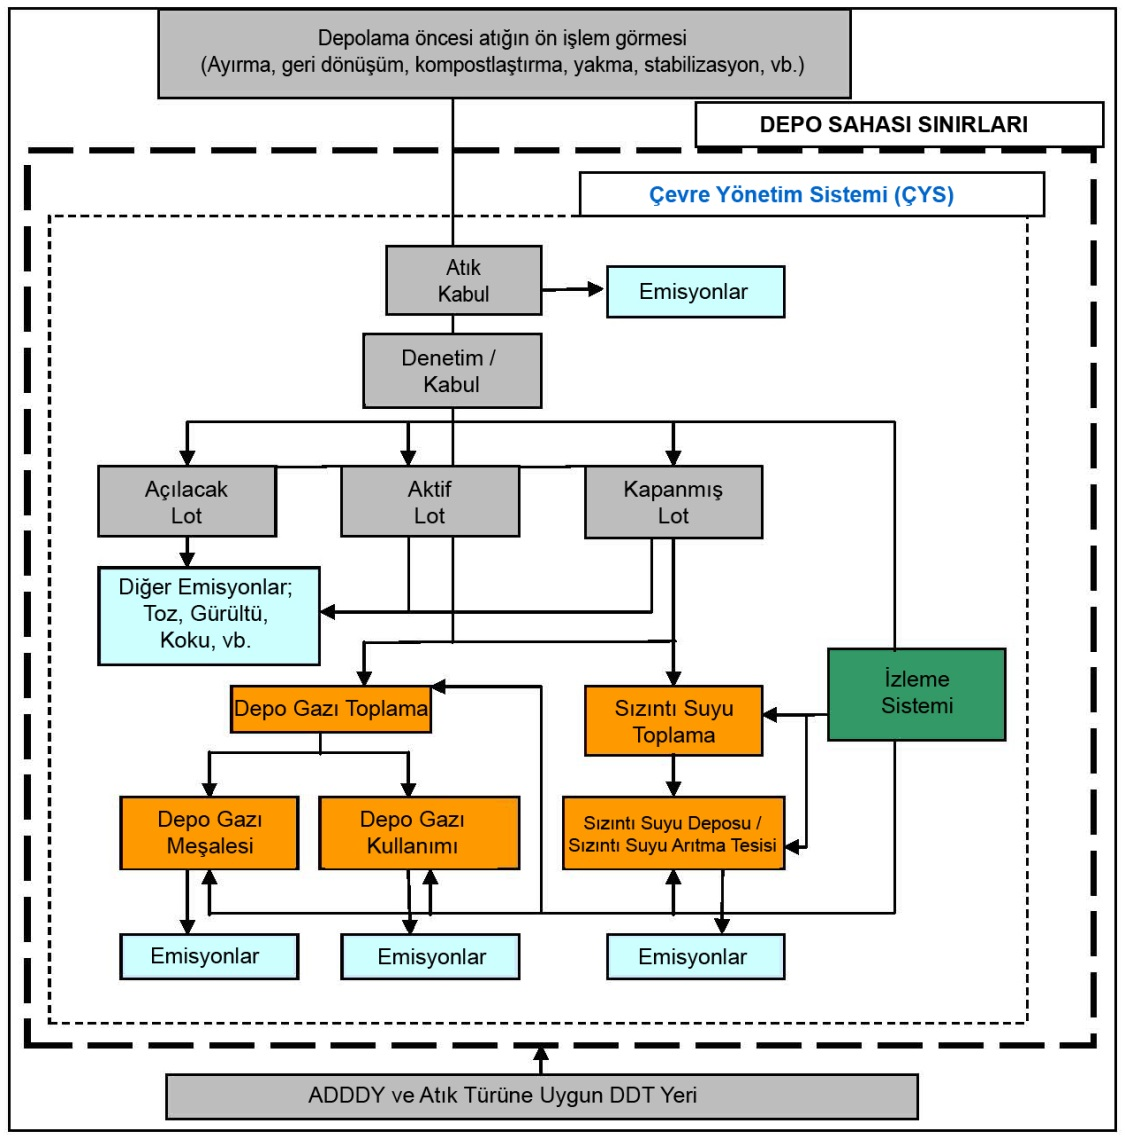 Depolama öncesi atığın ön işlem görmesi
(Ayırma, geri dönüşüm, kompostlaştırma, yakma, stabilizasyon, vb.)
DEPO SAHASI SINIRLARI
Çevre Yönetim Sistemi (ÇYS)
Atık
Kabul
Emisyonlar
Denetim /
Kabul
Açılacak
Lot
Aktif
Lot
Kapanmış
Lot
Diğer Emisyonlar;
Toz, Gürültü,
Koku, vb.
İzleme
Sistemi
Depo Gazı Toplama
Sızıntı Suyu
Toplama
Depo Gazı
Meşalesi
Depo Gazı
Kullanımı
Sızıntı Suyu Deposu /
Sızıntı Suyu Arıtma Tesisi
Emisyonlar
Emisyonlar
Emisyonlar
ADDDY ve Atık Türüne Uygun DDT Yeri